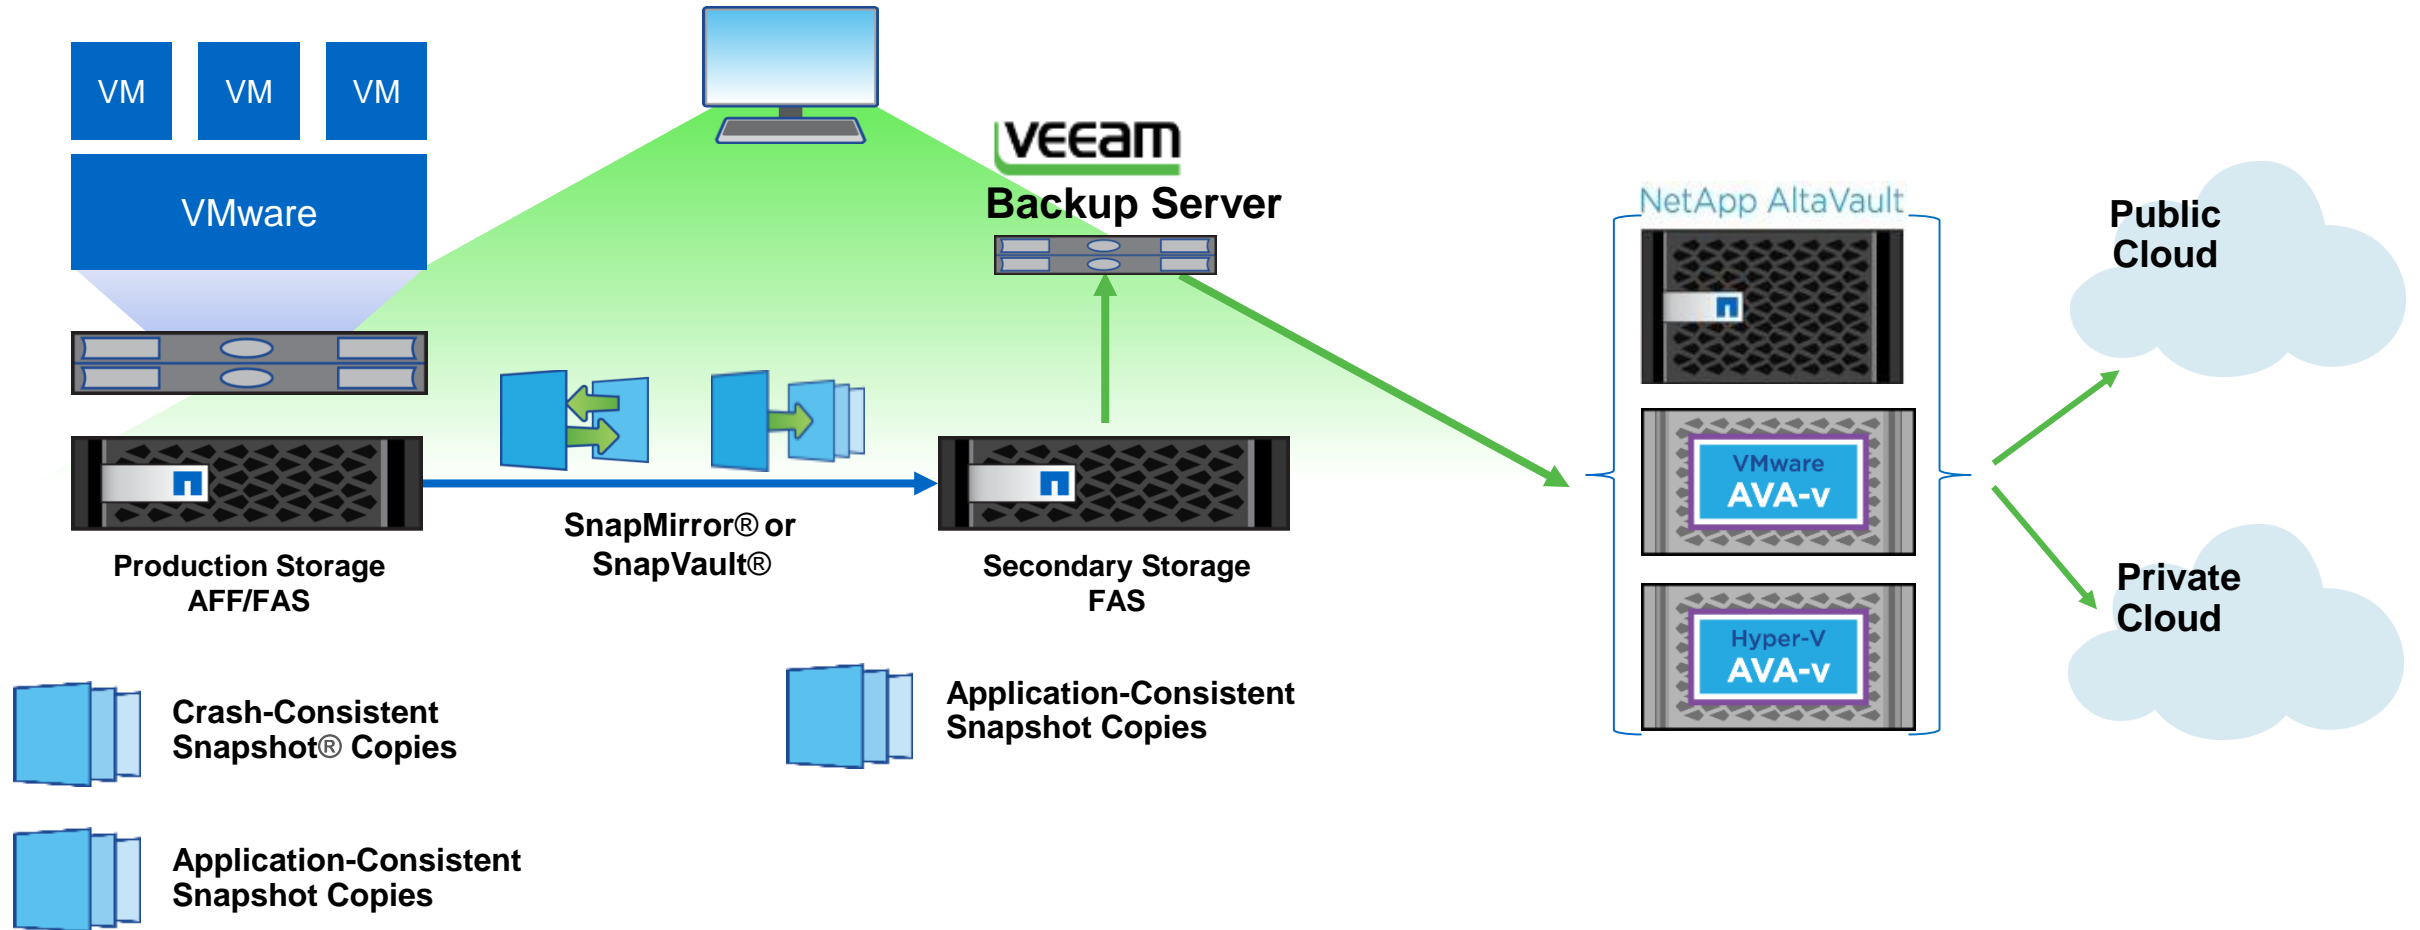 VM
VM
VM
VMware
veeam
Backup Server
NetApp AltaVault
Public
Cloud
VMware
AVA-v
SnapMirror® or
SnapVault®
Production Storage
AFF/FAS
Secondary Storage
FAS
Private
Cloud
Hyper-V
AVA-v
Crash-Consistent
Snapshot® Copies
Application-Consistent
Snapshot Copies
Application-Consistent
Snapshot Copies